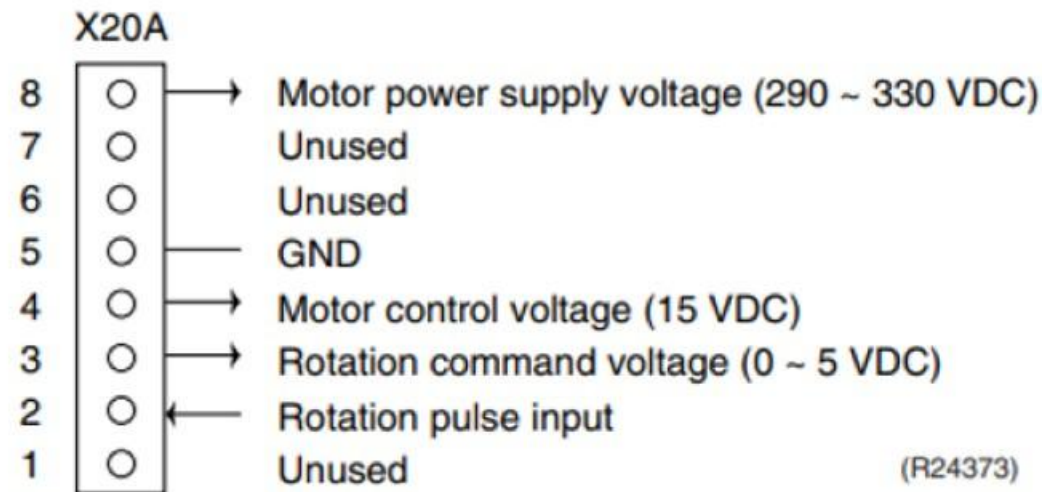 X20A
8 Motor power supply voltage (290 ~ 330 VDC)
7 Unused
6 Unused
5 GND
4 Motor control voltage (15 VDC)
3 Rotation command voltage (0 ~ 5 VDC)
2 Rotation pulse input
1 Unused (R24373)